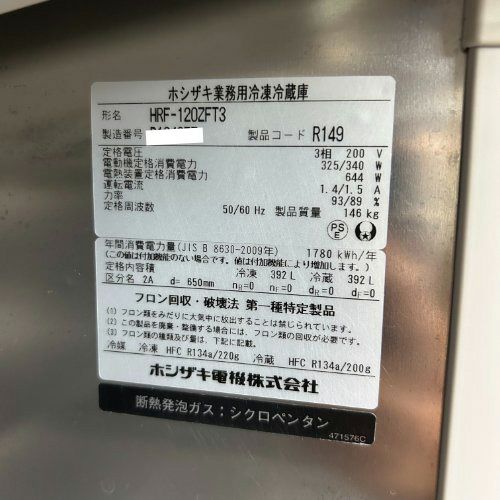 ホシザキ業務用冷凍冷蔵庫
形名 HRF-120ZFT3
製造番号 製品コード R149
定格電圧 3相 200 V
電動機定格消費電力 325/340 W
電熱装置定格消費電力 644 W
運転電流 1.4/1.5 A
力率 93/89 %
定格周波数 50/60 Hz 製品質量 146 kg
PSE
年間消費電力量(JIS B 8630-2009年) 1780 kWh/年
(この値は付加機能のない場合です。値は付加機能により増加します。)
定格内容積 冷凍 392 L 冷蔵 392 L
区分名 2A d= 650mm nR=0 nF=0 dR=0 dF=0
フロン回収・破壊法 第一種特定製品
(1) フロン類をみだりに大気中に放出することは禁じられています。
(2) この製品を廃棄・整備する場合には、フロン類の回収が必要です。
(3) フロン類の種類及び量は、下記に記載。
冷媒 冷凍 HFC R134a/220g 冷蔵 HFC R134a/200g
ホシザキ電機株式会社
断熱発泡ガス：シクロペンタン
471576C